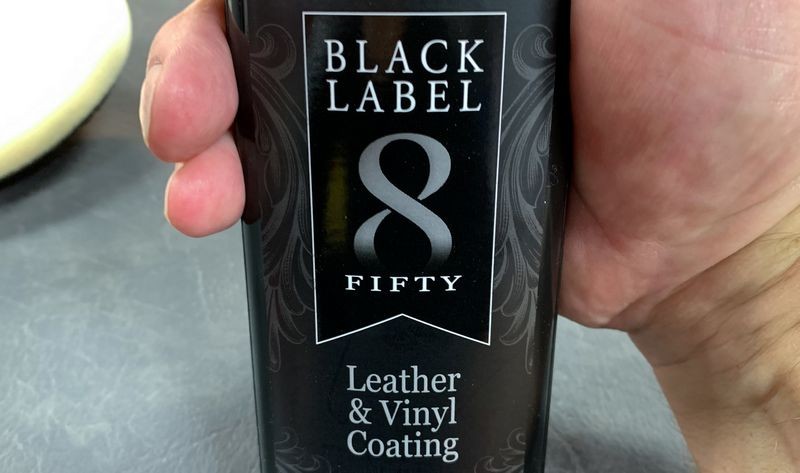 BLACK
LABEL
8
FIFTY
Leather
& Vinyl
Coating